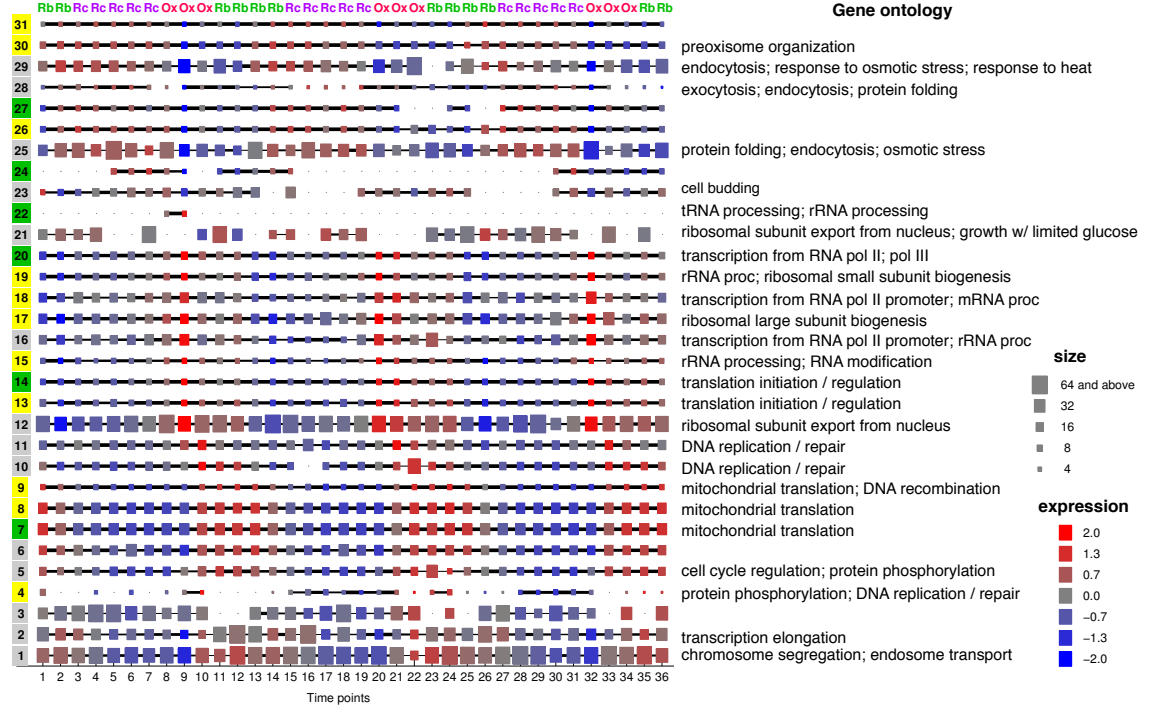 Rb Rb Rc Rc Rc Rc Rc Ox Ox Ox Rb Rb Rb Rb Rc Rc Rc Rc Rc Ox Ox Ox Rb Rb Rb Rb Rc Rc Rc Rc Rc Ox Ox Ox Rb Rb
Gene ontology
31
30 preoxisome organization
29 endocytosis; response to osmotic stress; response to heat
28 exocytosis; endocytosis; protein folding
27
26
25 protein folding; endocytosis; osmotic stress
24
23 cell budding
22 tRNA processing; rRNA processing
21 ribosomal subunit export from nucleus; growth w/ limited glucose
20 transcription from RNA pol II; pol III
19 rRNA proc; ribosomal small subunit biogenesis
18 transcription from RNA pol II promoter; mRNA proc
17 ribosomal large subunit biogenesis
16 transcription from RNA pol II promoter; rRNA proc
15 rRNA processing; RNA modification
14 translation initiation / regulation
13 translation initiation / regulation
12 ribosomal subunit export from nucleus
11 DNA replication / repair
10 DNA replication / repair
9 mitochondrial translation; DNA recombination
8 mitochondrial translation
7 mitochondrial translation
6
5 cell cycle regulation; protein phosphorylation
4 protein phosphorylation; DNA replication / repair
3
2 transcription elongation
1 chromosome segregation; endosome transport
1 2 3 4 5 6 7 8 9 10 11 12 13 14 15 16 17 18 19 20 21 22 23 24 25 26 27 28 29 30 31 32 33 34 35 36
Time points
size
64 and above
32
16
8
4
expression
2.0
1.3
0.7
0.0
−0.7
−1.3
−2.0